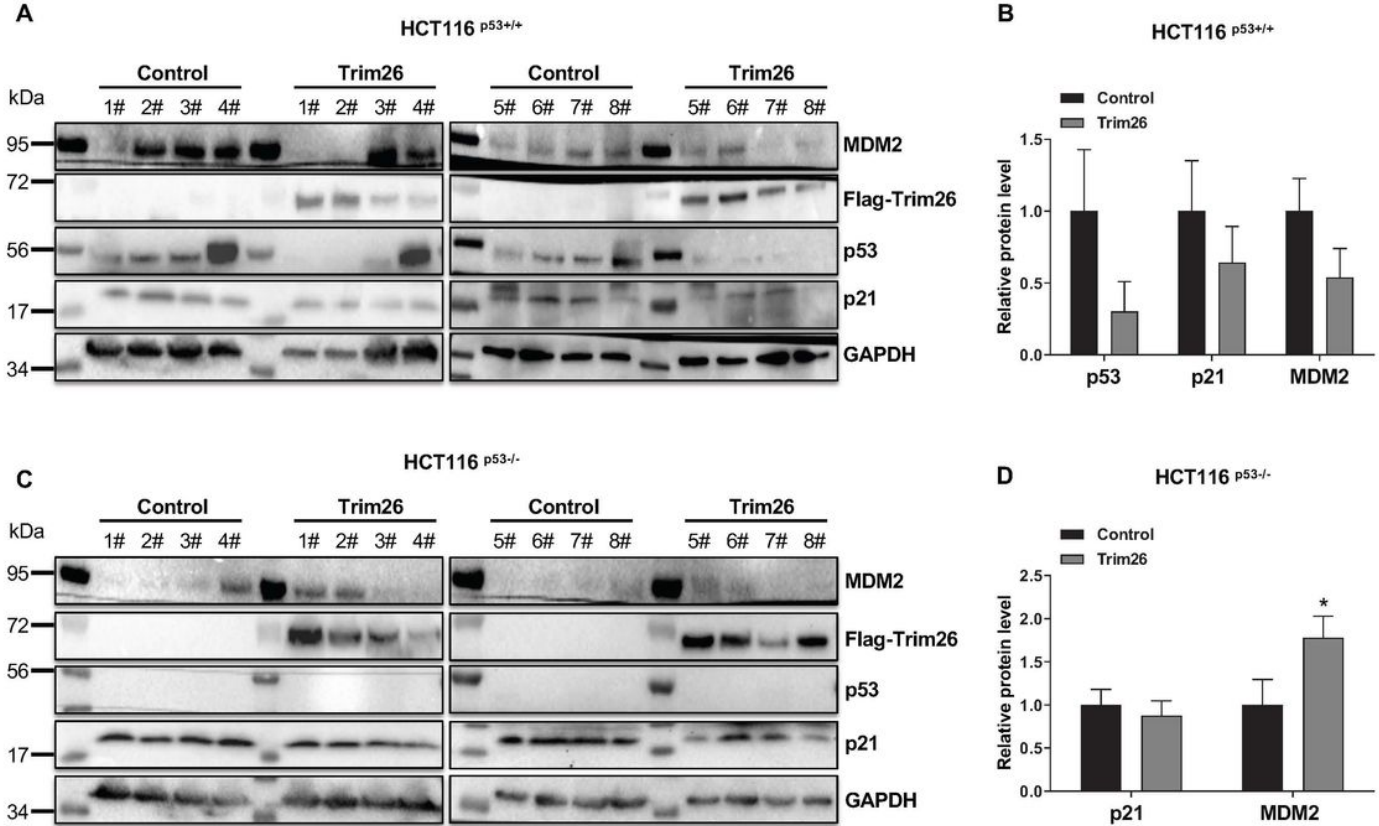 A
HCT116 p53+/+
Control Trim26 Control Trim26
kDa 1# 2# 3# 4# 1# 2# 3# 4# 5# 6# 7# 8# 5# 6# 7# 8#
95 MDM2
72 Flag-Trim26
56 p53
17 p21
34 GAPDH
B
HCT116 p53+/+
Control
Trim26
Relative protein level
1.5
1.0
0.5
0.0
p53 p21 MDM2
C
HCT116 p53-/-
Control Trim26 Control Trim26
kDa 1# 2# 3# 4# 1# 2# 3# 4# 5# 6# 7# 8# 5# 6# 7# 8#
95 MDM2
72 Flag-Trim26
56 p53
17 p21
34 GAPDH
D
HCT116 p53-/-
Control
Trim26
Relative protein level
2.5
2.0
1.5
1.0
0.5
0.0
*
p21 MDM2